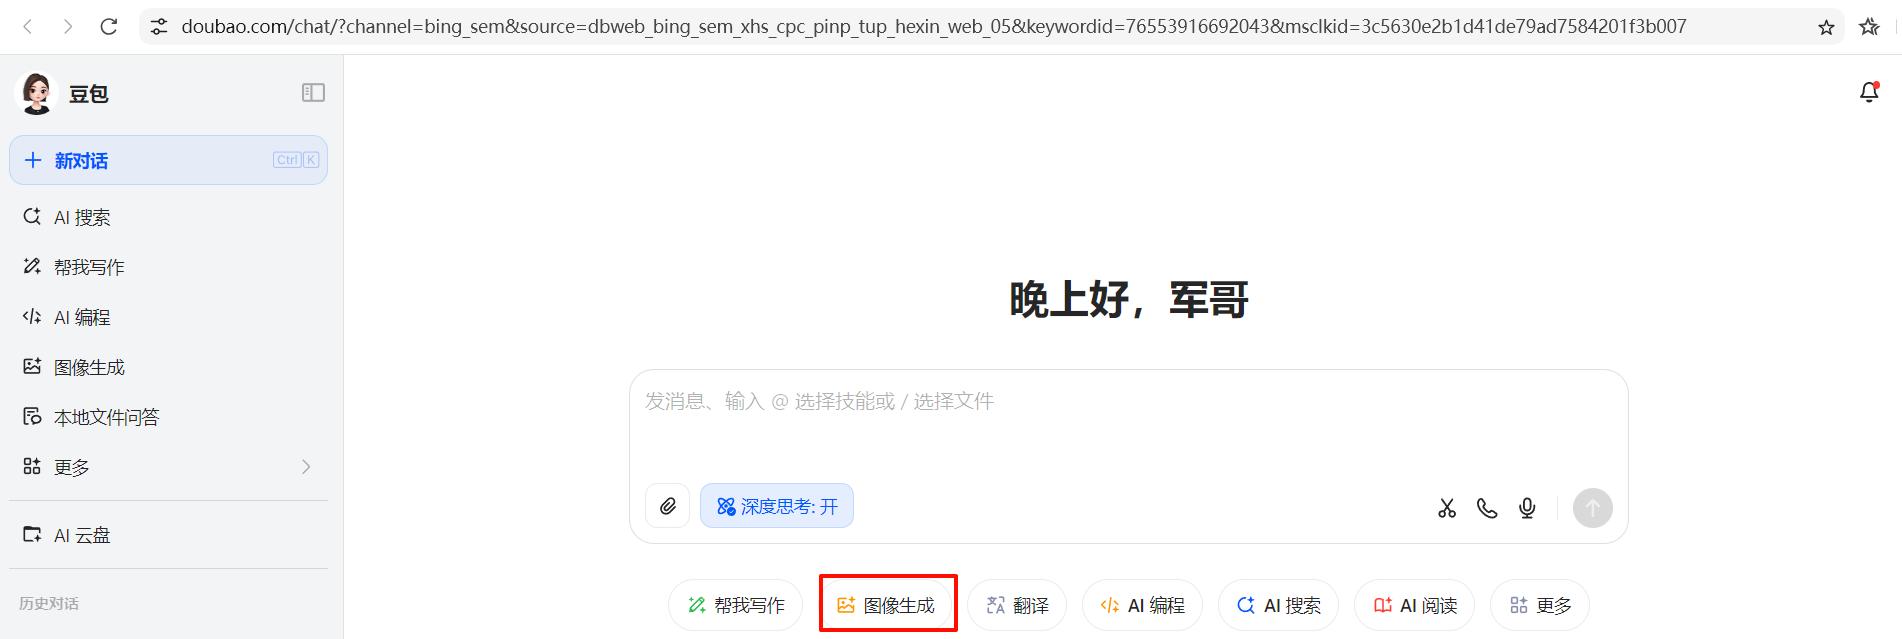 doubao.com/chat/?channel=bing_sem&source=dbweb_bing_sem_xhs_cpc_pinp_tup_hexin_web_05&keywordid=76553916692043&msclkid=3c5630e2b1d41de79ad7584201f3b007
豆包
新对话 Ctrl K
AI 搜索
帮我写作
AI 编程
图像生成
本地文件问答
更多
AI 云盘
历史对话
晚上好，军哥
发消息、输入 @ 选择技能或 / 选择文件
深度思考: 开
帮我写作 图像生成 翻译 AI 编程 AI 搜索 AI 阅读 更多